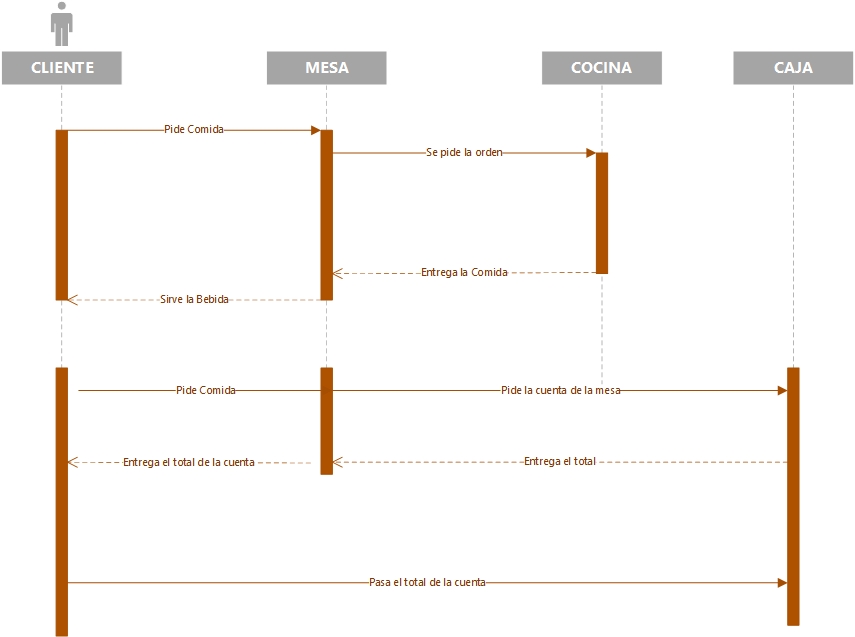 CLIENTE
MESA
COCINA
CAJA
Pide Comida
Se pide la orden
Entrega la Comida
Sirve la Bebida
Pide Comida
Pide la cuenta de la mesa
Entrega el total de la cuenta
Entrega el total
Pasa el total de la cuenta